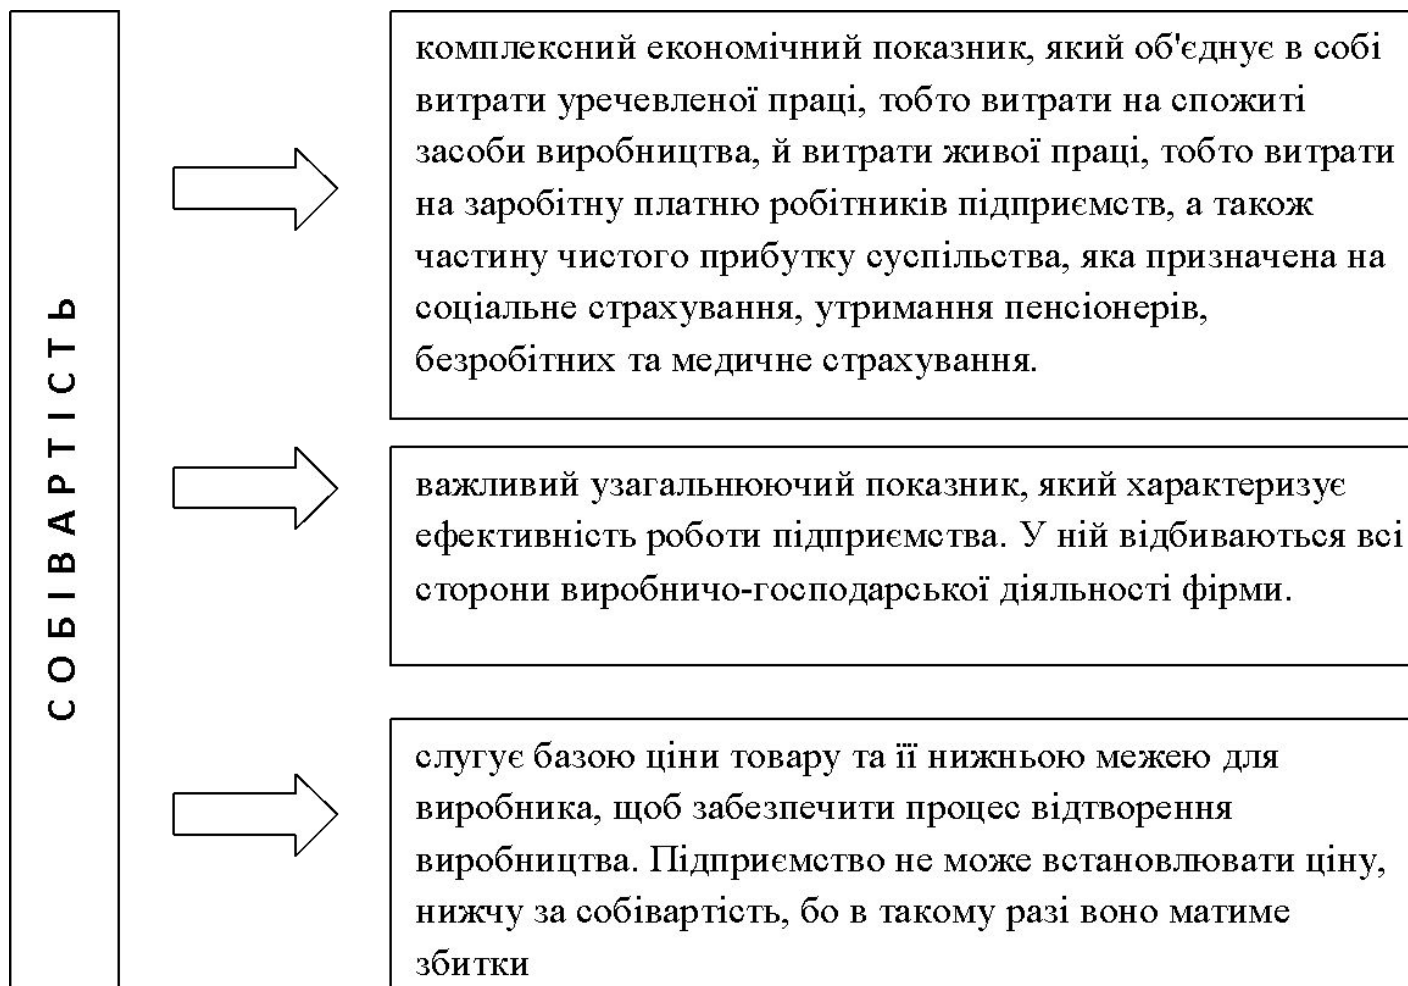 СОБІВАРТІСТЬ
комплексний економічний показник, який об'єднує в собі
витрати уречевленої праці, тобто витрати на спожиті
засоби виробництва, й витрати живої праці, тобто витрати
на заробітну платню робітників підприємств, а також
частину чистого прибутку суспільства, яка призначена на
соціальне страхування, утримання пенсіонерів,
безробітних та медичне страхування.
важливий узагальнюючий показник, який характеризує
ефективність роботи підприємства. У ній відбиваються всі
сторони виробничо-господарської діяльності фірми.
слугує базою ціни товару та її нижньою межею для
виробника, щоб забезпечити процес відтворення
виробництва. Підприємство не може встановлювати ціну,
нижчу за собівартість, бо в такому разі воно матиме
збитки